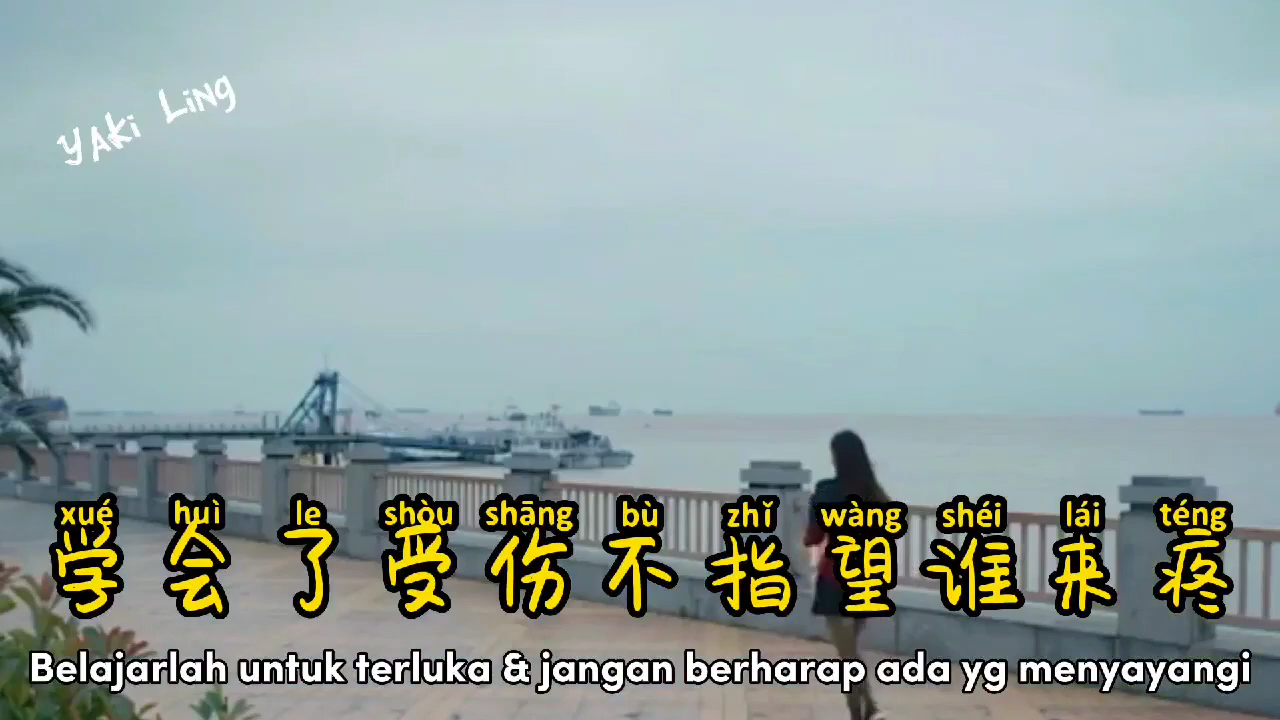 YAki LiNg
xué huì le shòu shāng bù zhǐ wàng shéi lái téng
学会了受伤不指望谁来疼
Belajarlah untuk terluka & jangan berharap ada yg menyayangi